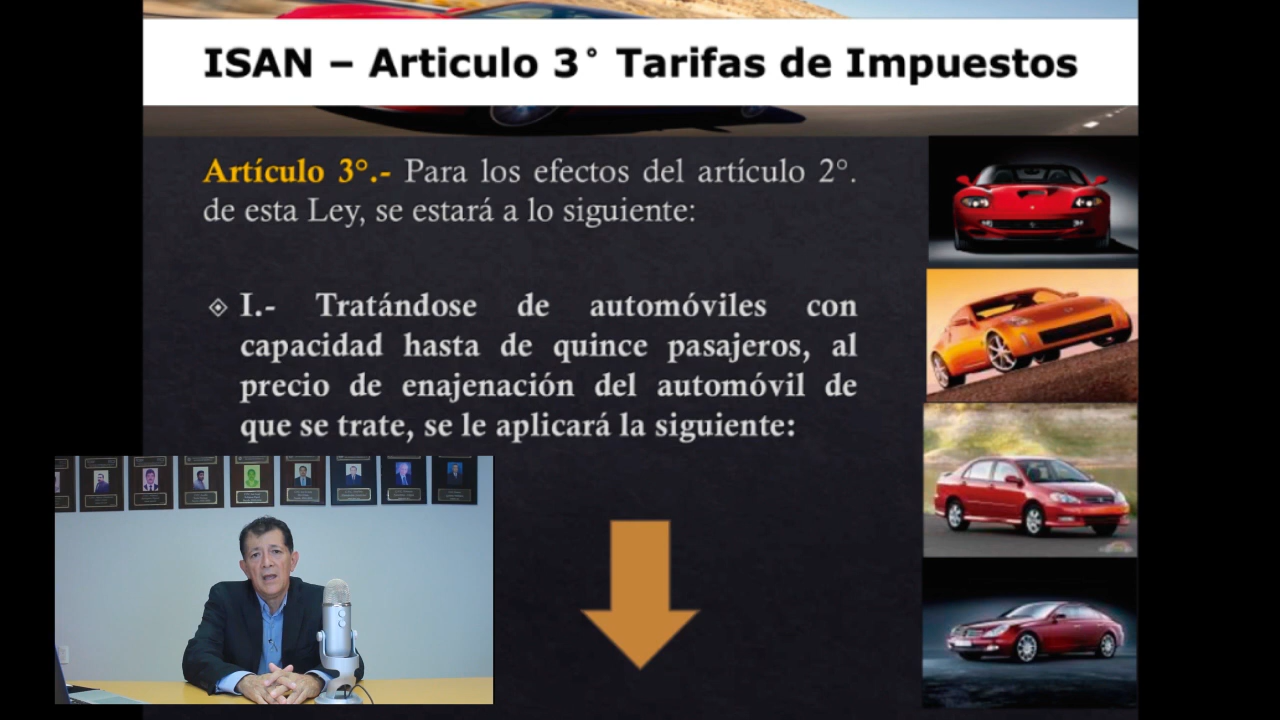 ISAN – Articulo 3° Tarifas de Impuestos
Artículo 3°.- Para los efectos del artículo 2°.
de esta Ley, se estará a lo siguiente:
I.- Tratándose de automóviles con
capacidad hasta de quince pasajeros, al
precio de enajenación del automóvil de
que se trate, se le aplicará la siguiente: